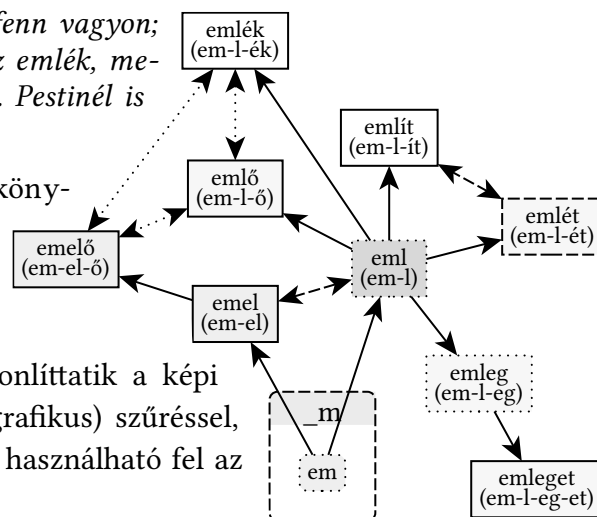 fenn vagyon;
z emlék, me-
. Pestinél is
köny-
emlék
(em-l-ék)
említ
(em-l-ít)
emlő
(em-l-ő)
emlét
(em-l-ét)
emelő
(em-el-ő)
eml
(em-l)
emel
(em-el)
emleg
(em-l-eg)
_m
em
emleget
(em-l-eg-et)
onlíttatik a képi
grafikus) szűréssel,
használható fel az